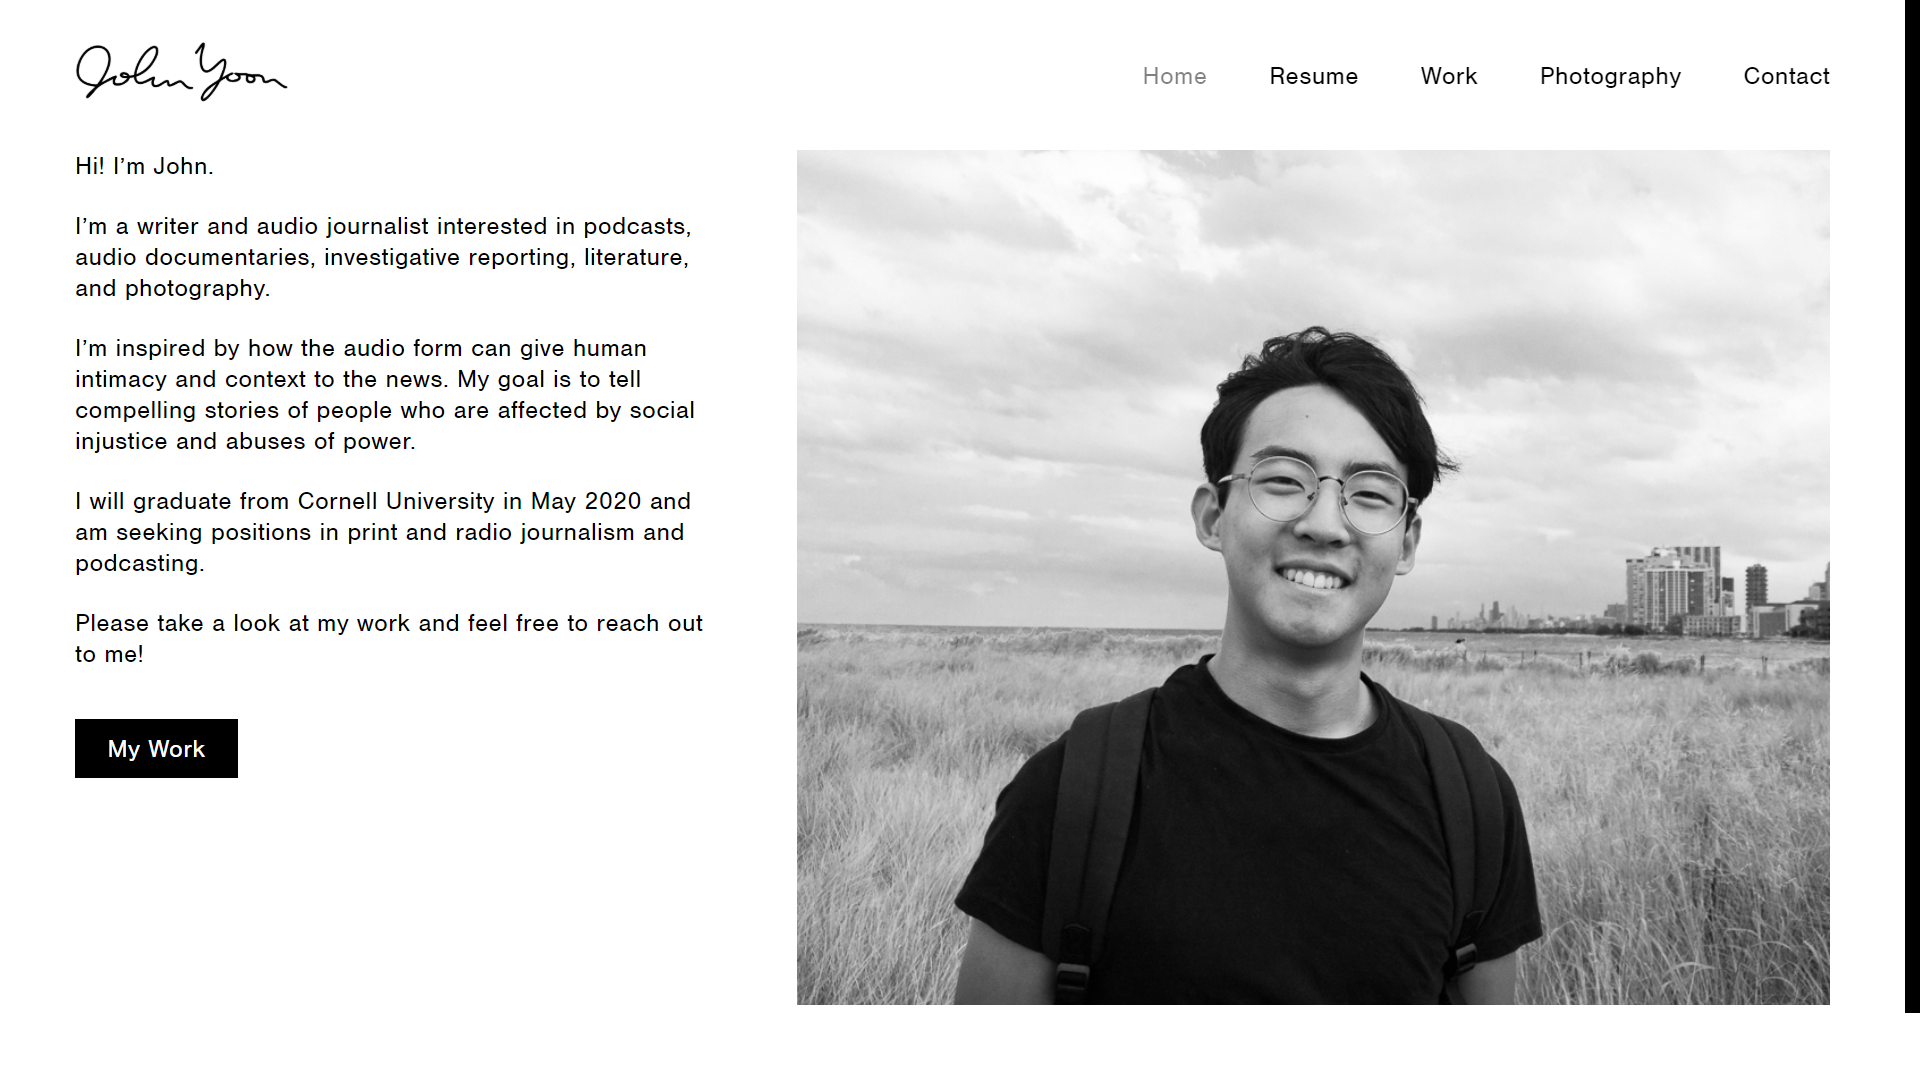 John Yoon
Home
Resume
Work
Photography
Contact
Hi! I’m John.
I’m a writer and audio journalist interested in podcasts,
audio documentaries, investigative reporting, literature,
and photography.
I’m inspired by how the audio form can give human
intimacy and context to the news. My goal is to tell
compelling stories of people who are affected by social
injustice and abuses of power.
I will graduate from Cornell University in May 2020 and
am seeking positions in print and radio journalism and
podcasting.
Please take a look at my work and feel free to reach out
to me!
My Work